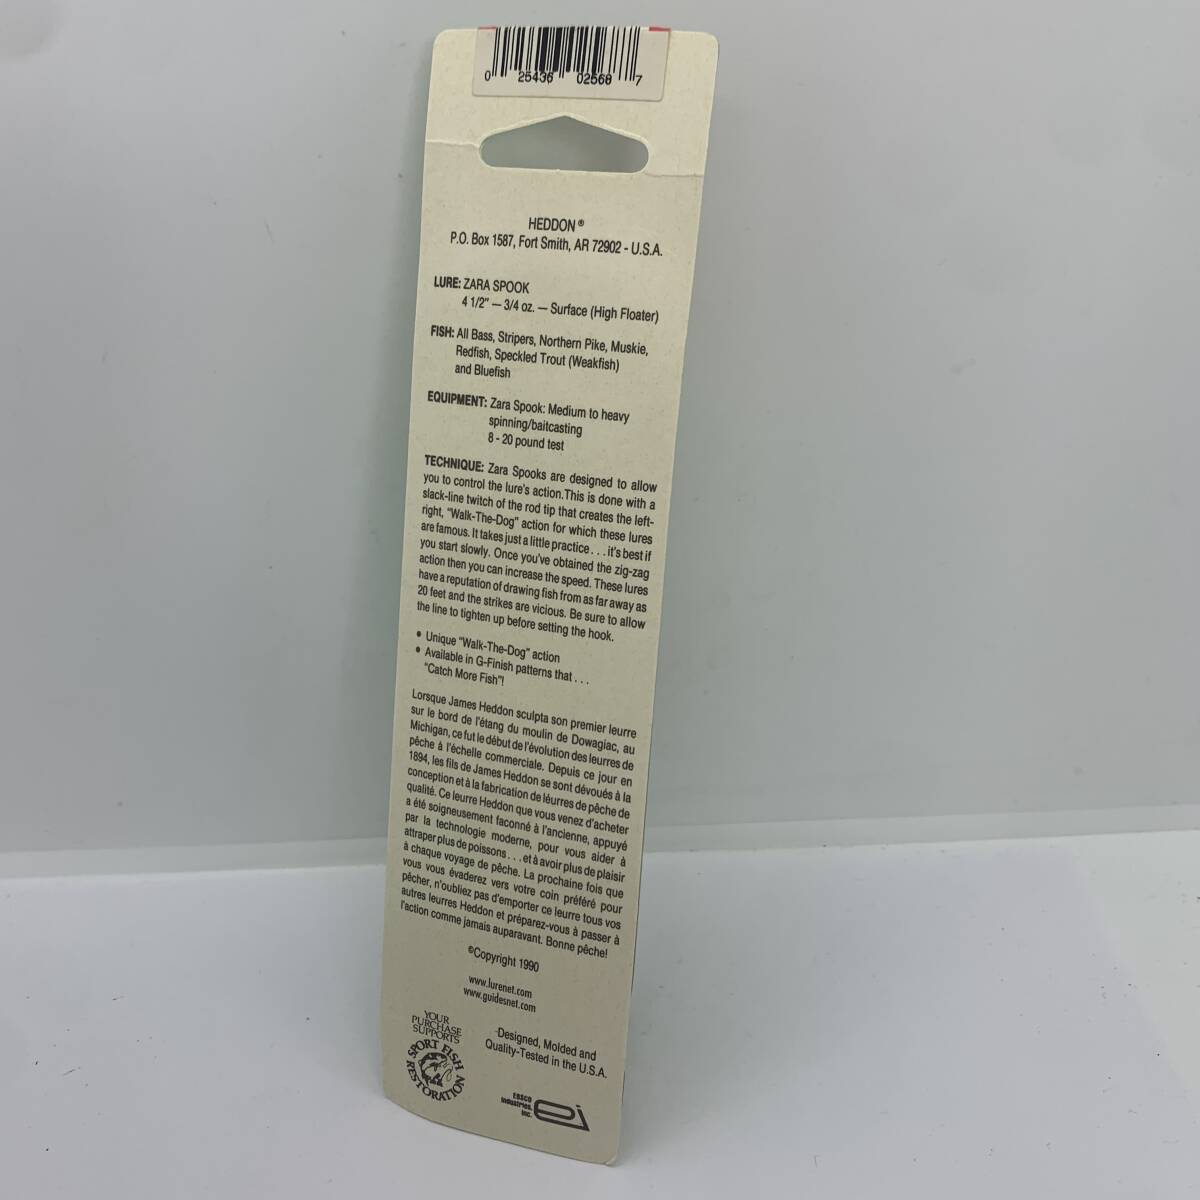 0 25436 02568 7
HEDDON®
P.O. Box 1587, Fort Smith, AR 72902 - U.S.A.
LURE: ZARA SPOOK
4 1/2" — 3/4 oz. — Surface (High Floater)
FISH: All Bass, Stripers, Northern Pike, Muskie,
Redfish, Speckled Trout (Weakfish)
and Bluefish
EQUIPMENT: Zara Spook: Medium to heavy
spinning/baitcasting
8 - 20 pound test
TECHNIQUE: Zara Spooks are designed to allow
you to control the lure's action.This is done with a
slack-line twitch of the rod tip that creates the left-
right, "Walk-The-Dog" action for which these lures
are famous. It takes just a little practice . . . it's best if
you start slowly. Once you've obtained the zig-zag
action then you can increase the speed. These lures
have a reputation of drawing fish from as far away as
20 feet and the strikes are vicious. Be sure to allow
the line to tighten up before setting the hook.
• Unique "Walk-The-Dog" action
• Available in G-Finish patterns that . . .
"Catch More Fish"!
Lorsque James Heddon sculpta son premier leurre
sur le bord de l'étang du moulin de Dowagiac, au
Michigan, ce fut le début de l'évolution des leurres de
pêche à l'échelle commerciale. Depuis ce jour en
1894, les fils de James Heddon se sont dévoués à la
conception et à la fabrication de léurres de pêche de
qualité. Ce leurre Heddon que vous venez d'acheter
a été soigneusement faconné à l'ancienne, appuyé
par la technologie moderne, pour vous aider à
attraper plus de poissons . . . et à avoir plus de plaisir
à chaque voyage de pêche. La prochaine fois que
vous vous évaderez vers votre coin préféré pour
pêcher, n'oubliez pas d'emporter ce leurre tous vos
autres leurres Heddon et préparez-vous à passer à
l'action comme jamais auparavant. Bonne pêche!
©Copyright 1990
www.lurenet.com
www.guidesnet.com
YOUR
PURCHASE
SUPPORTS
SPORT FISH
RESTORATION
Designed, Molded and
Quality-Tested in the U.S.A.
EBSCO
Industries,
Inc.
ei